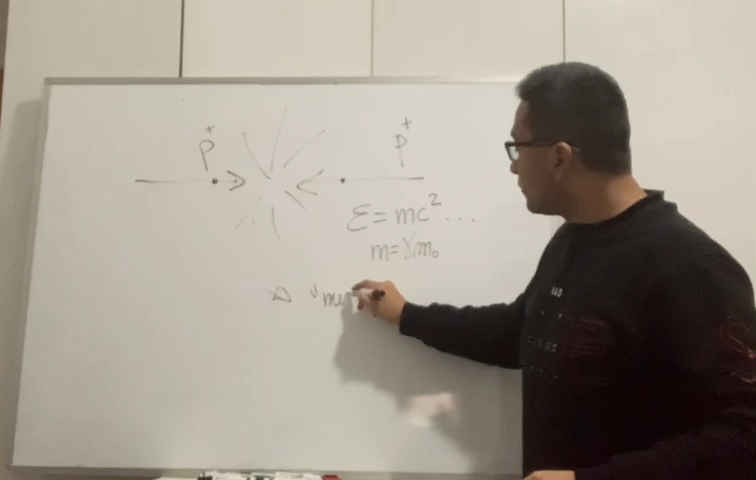 p⁺ p⁺
ε = mc² ...
m = γm₀